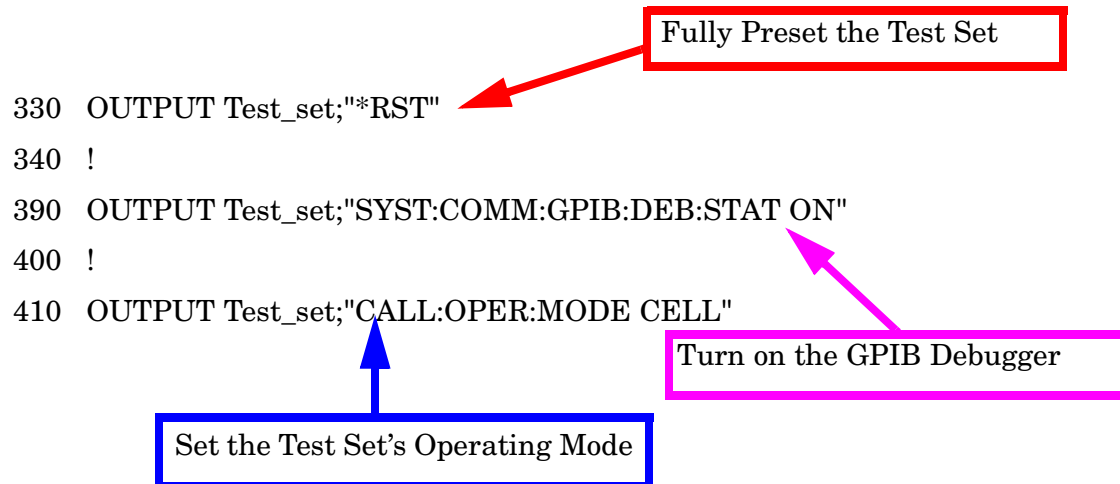 Fully Preset the Test Set
330 OUTPUT Test_set;"*RST"
340 !
390 OUTPUT Test_set;"SYST:COMM:GPIB:DEB:STAT ON"
400 !
410 OUTPUT Test_set;"CALL:OPER:MODE CELL"
Turn on the GPIB Debugger
Set the Test Set’s Operating Mode